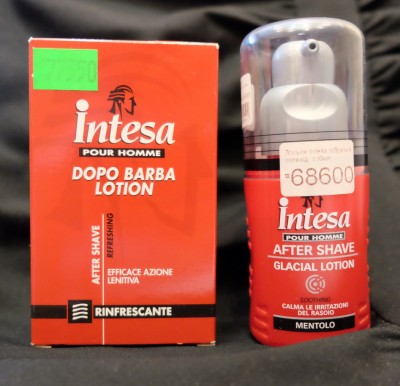 intesa
POUR HOMME
DOPO BARBA
LOTION
AFTER SHAVE
REFRESHING
EFFICACE AZIONE
LENITIVA
RINFRESCANTE
=68600
intesa
POUR HOMME
AFTER SHAVE
GLACIAL LOTION
SOOTHING
CALMA LE IRRITAZIONI
DEL RASOIO
MENTOLO